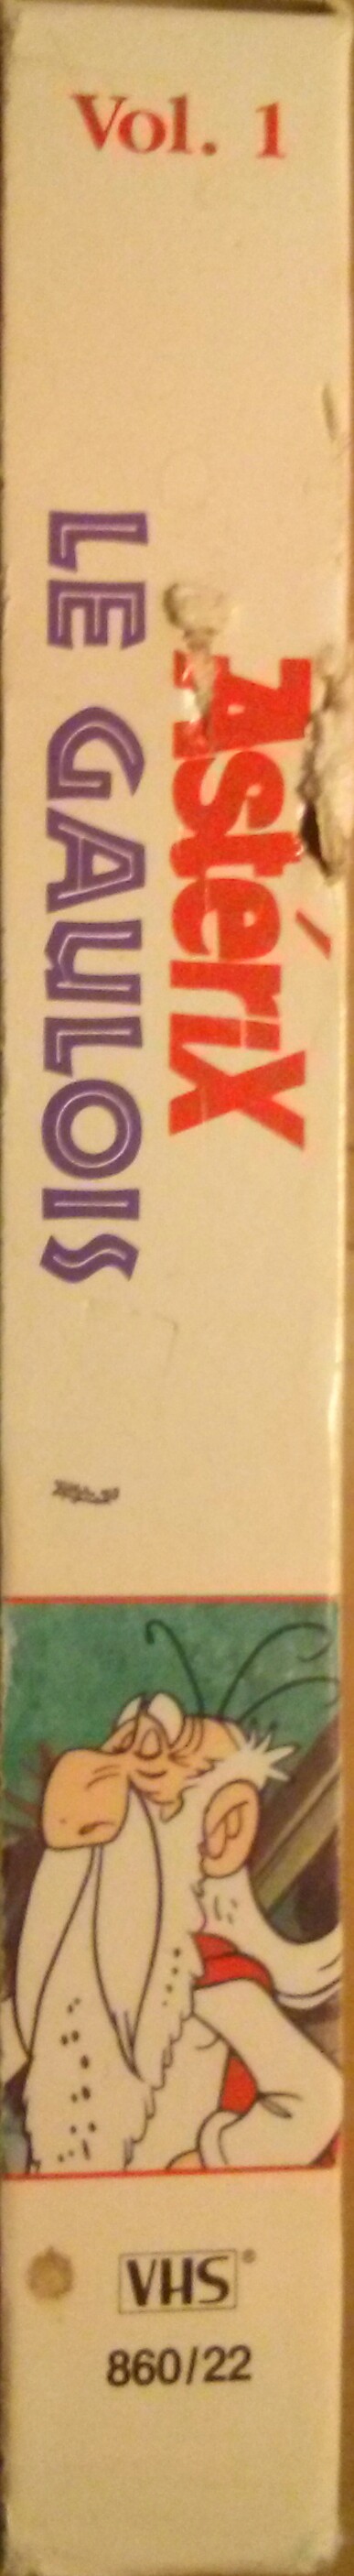 Vol. 1
Astérix
LE GAULOIS
VHS®
860/22